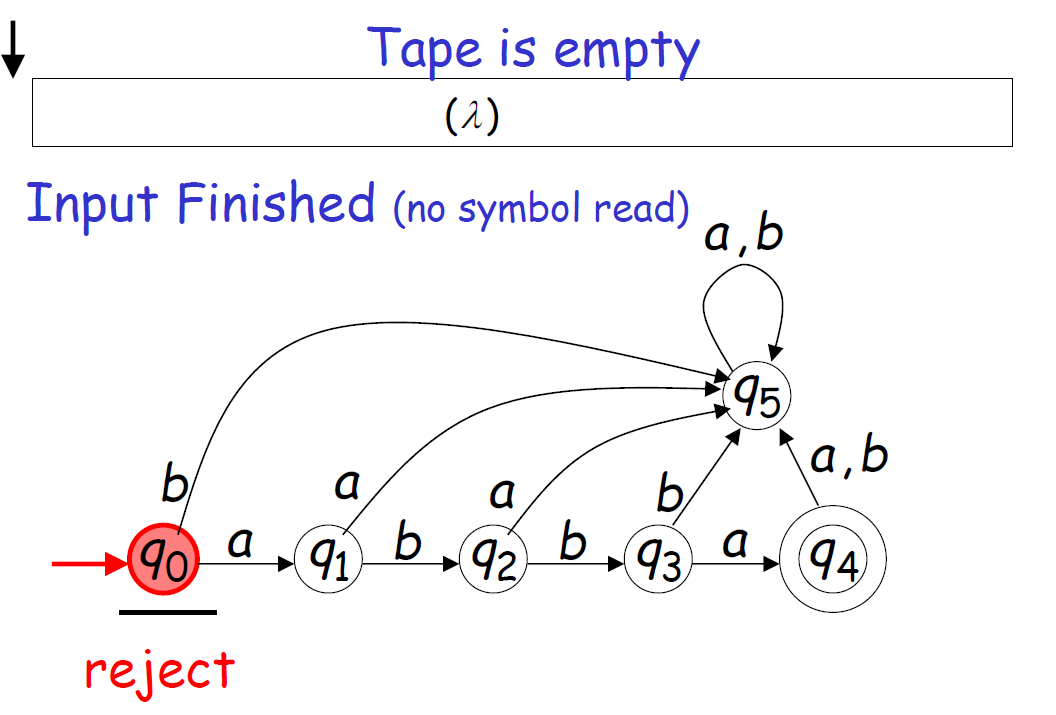 Tape is empty
(λ)
Input Finished (no symbol read)
a,b
q5
a,b
b
a
a
b
q0
a
q1
b
q2
b
q3
a
q4
reject